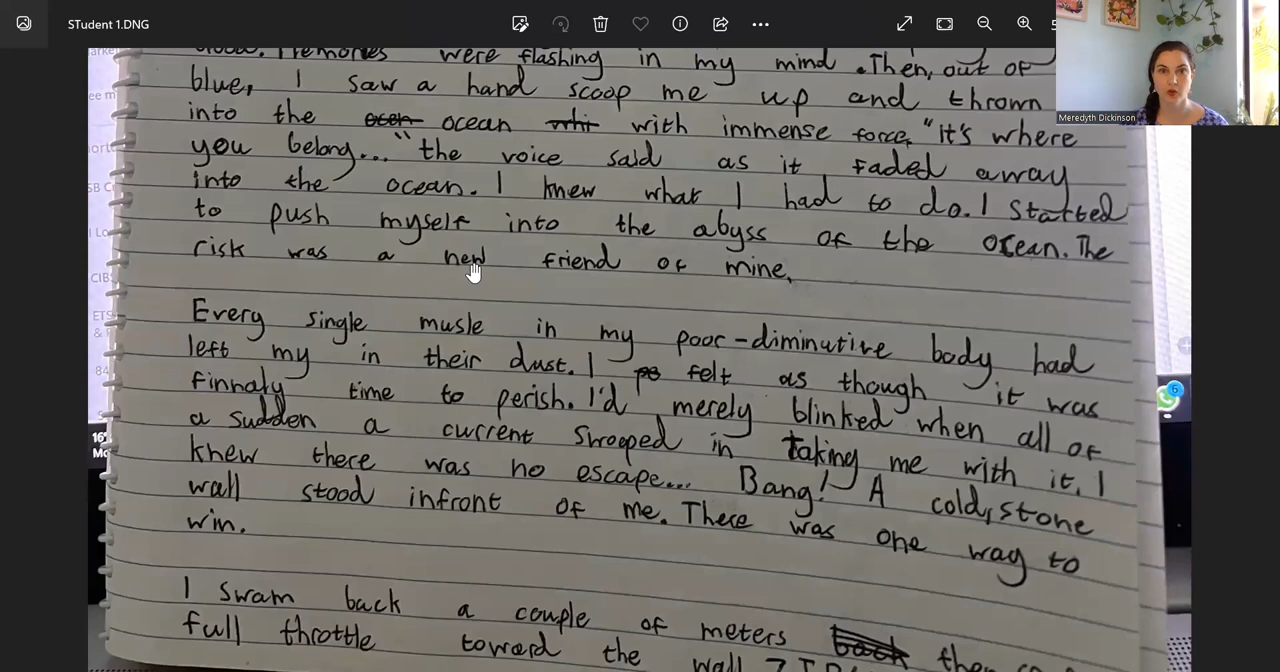 STudent 1.DNG
Meredyth Dickinson
Memories were flashing in my mind. Then, out of
blue, I saw a hand scoop me up and thrown
into the ocean with immense force, "it's where
you belong..." the voice said as it faded away
into the ocean. I knew what I had to do. I started
to push myself into the abyss of the ocean. The
risk was a new friend of mine,
Every single musle in my poor-diminutive body had
left my in their dust. I felt as though it was
finnaly time to perish. I'd merely blinked when all of
a sudden a current swooped in taking me with it. I
knew there was no escape... Bang! A cold, stone
wall stood infront of me. There was one way to
win.
I swam back a couple of meters then
full throttle toward the wall
6